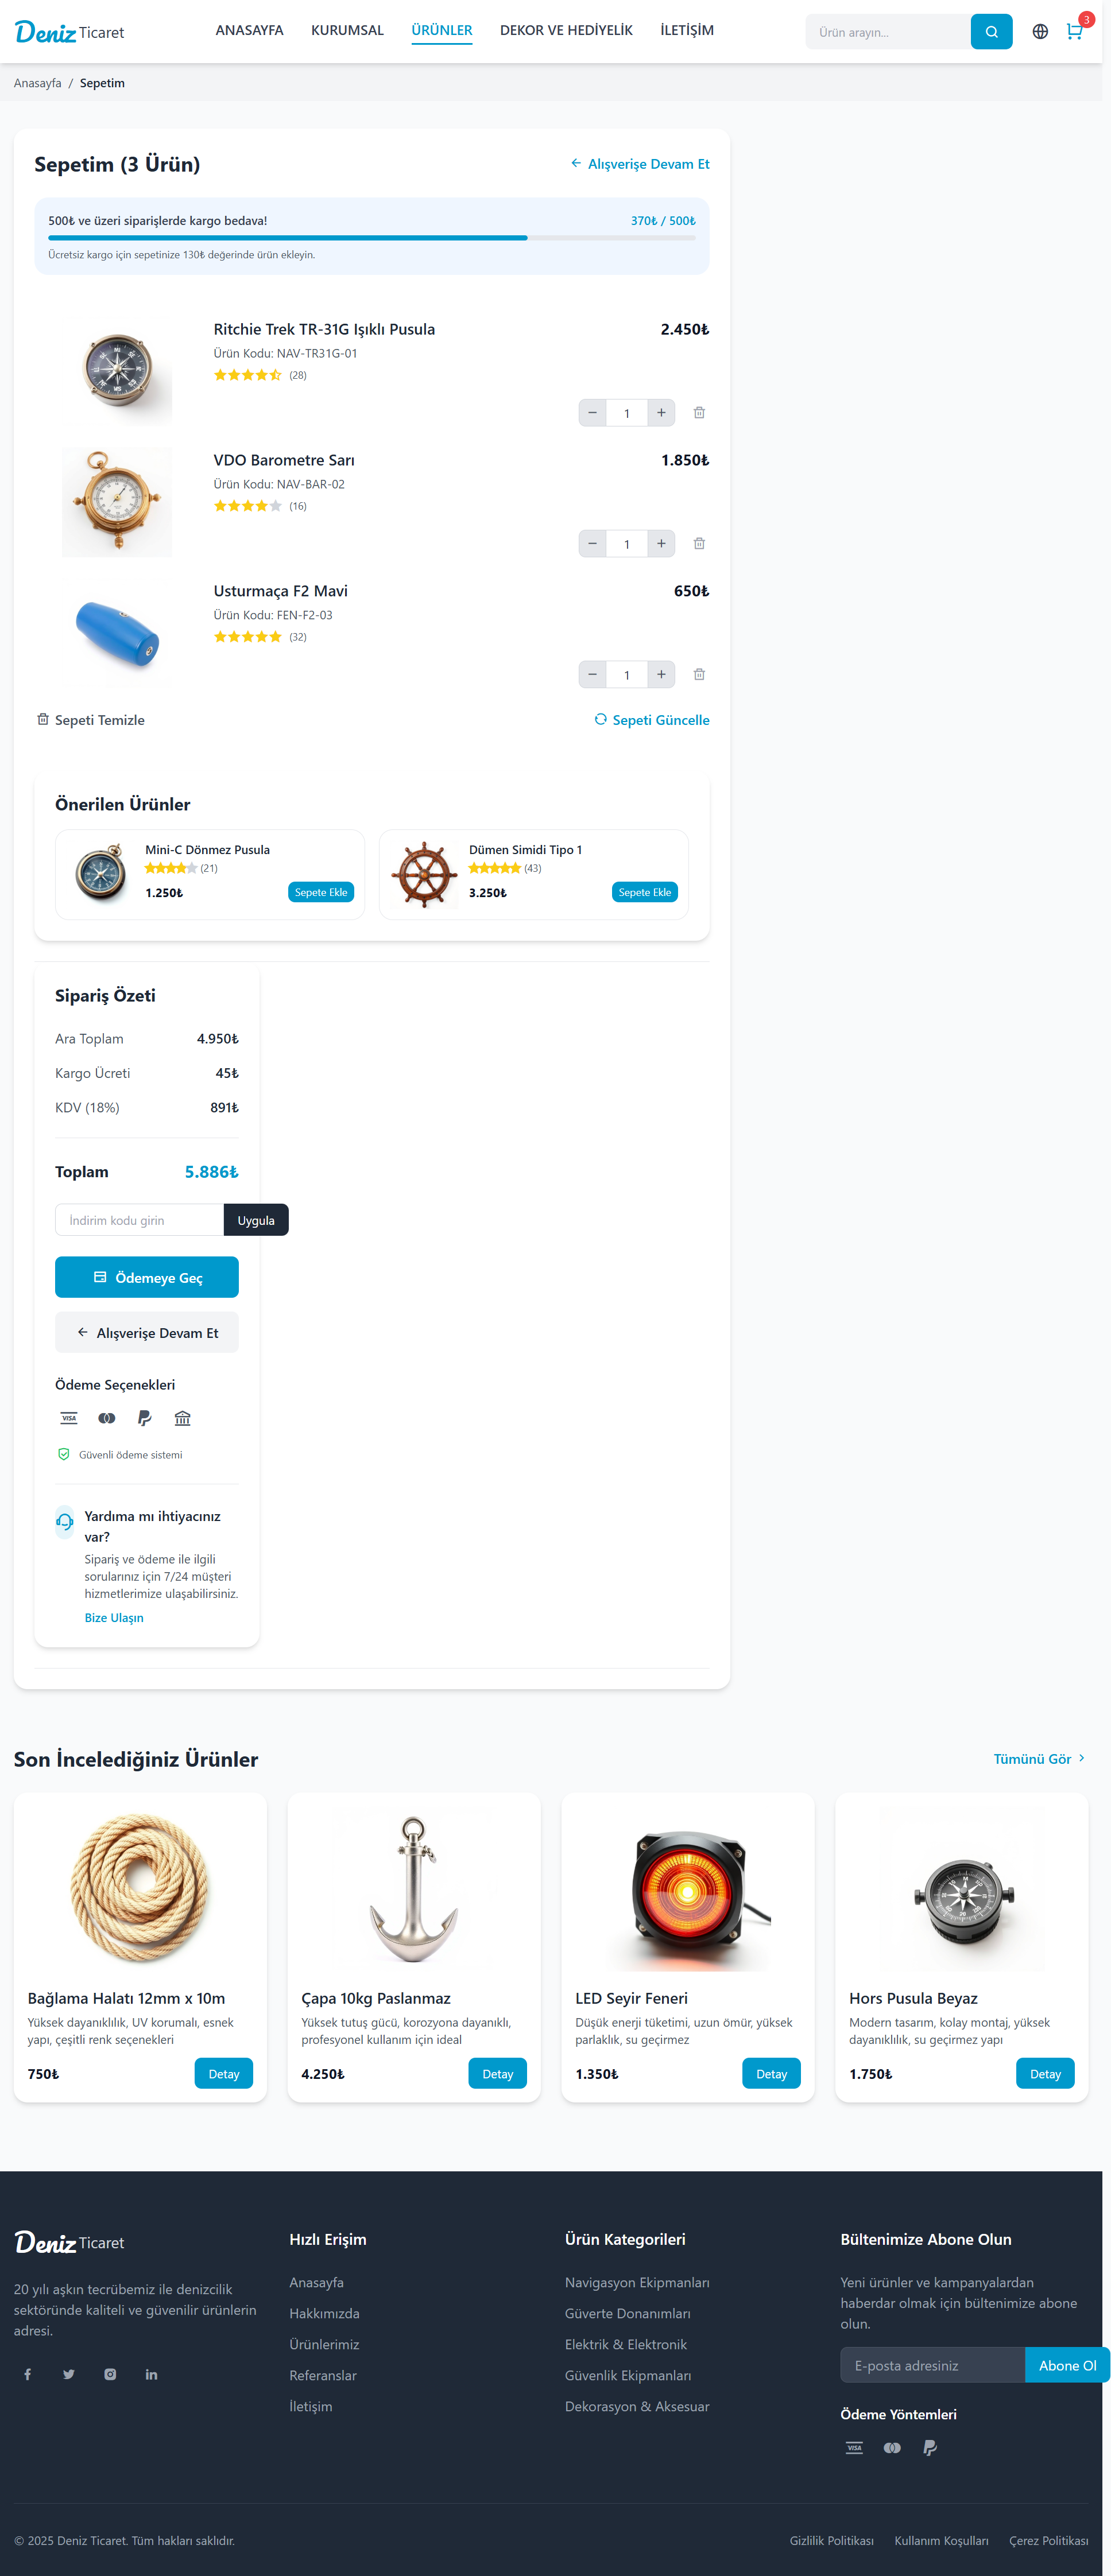 Deniz Ticaret
ANASAYFA
KURUMSAL
ÜRÜNLER
DEKOR VE HEDİYELİK
İLETİŞİM
Ürün arayın...
3
Anasayfa / Sepetim
Sepetim (3 Ürün)
Alışverişe Devam Et
500₺ ve üzeri siparişlerde kargo bedava!
370₺ / 500₺
Ücretsiz kargo için sepetinize 130₺ değerinde ürün ekleyin.
Ritchie Trek TR-31G Işıklı Pusula
2.450₺
Ürün Kodu: NAV-TR31G-01
(28)
1
VDO Barometre Sarı
1.850₺
Ürün Kodu: NAV-BAR-02
(16)
1
Usturmaça F2 Mavi
650₺
Ürün Kodu: FEN-F2-03
(32)
1
Sepeti Temizle
Sepeti Güncelle
Önerilen Ürünler
Mini-C Dönmez Pusula
(21)
1.250₺
Sepete Ekle
Dümen Simidi Tipo 1
(43)
3.250₺
Sepete Ekle
Sipariş Özeti
Ara Toplam
4.950₺
Kargo Ücreti
45₺
KDV (18%)
891₺
Toplam
5.886₺
İndirim kodu girin
Uygula
Ödemeye Geç
Alışverişe Devam Et
Ödeme Seçenekleri
VISA
Güvenli ödeme sistemi
Yardıma mı ihtiyacınız
var?
Sipariş ve ödeme ile ilgili
sorularınız için 7/24 müşteri
hizmetlerimize ulaşabilirsiniz.
Bize Ulaşın
Son İncelediğiniz Ürünler
Tümünü Gör
Bağlama Halatı 12mm x 10m
Yüksek dayanıklılık, UV korumalı, esnek
yapı, çeşitli renk seçenekleri
750₺
Detay
Çapa 10kg Paslanmaz
Yüksek tutuş gücü, korozyona dayanıklı,
profesyonel kullanım için ideal
4.250₺
Detay
LED Seyir Feneri
Düşük enerji tüketimi, uzun ömür, yüksek
parlaklık, su geçirmez
1.350₺
Detay
Hors Pusula Beyaz
Modern tasarım, kolay montaj, yüksek
dayanıklılık, su geçirmez yapı
1.750₺
Detay
Deniz Ticaret
20 yılı aşkın tecrübemiz ile denizcilik
sektöründe kaliteli ve güvenilir ürünlerin
adresi.
Hızlı Erişim
Anasayfa
Hakkımızda
Ürünlerimiz
Referanslar
İletişim
Ürün Kategorileri
Navigasyon Ekipmanları
Güverte Donanımları
Elektrik & Elektronik
Güvenlik Ekipmanları
Dekorasyon & Aksesuar
Bültenimize Abone Olun
Yeni ürünler ve kampanyalardan
haberdar olmak için bültenimize abone
olun.
E-posta adresiniz
Abone Ol
Ödeme Yöntemleri
VISA
© 2025 Deniz Ticaret. Tüm hakları saklıdır.
Gizlilik Politikası
Kullanım Koşulları
Çerez Politikası